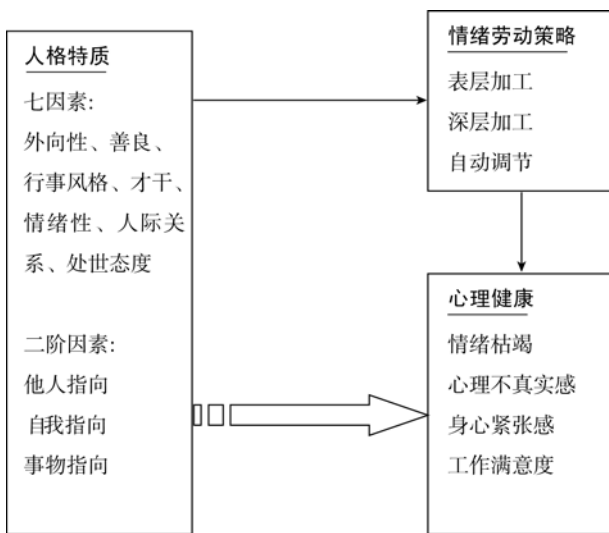 人格特质
七因素:
外向性、善良、
行事风格、才干、
情绪性、人际关
系、处世态度
二阶因素:
他人指向
自我指向
事物指向
情绪劳动策略
表层加工
深层加工
自动调节
心理健康
情绪枯竭
心理不真实感
身心紧张感
工作满意度